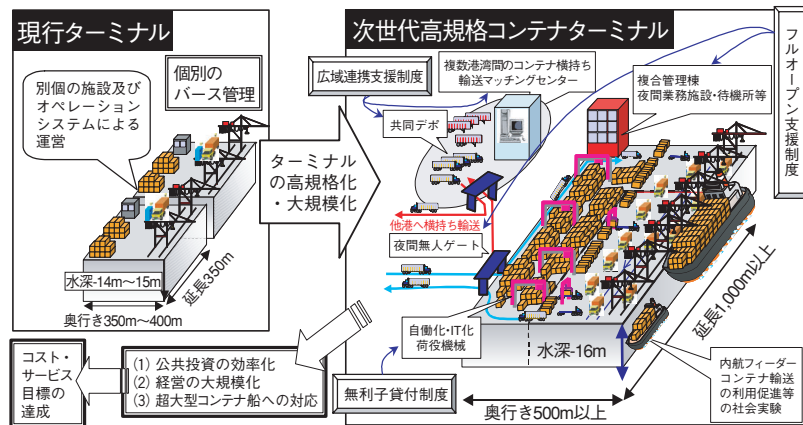 現行ターミナル
別個の施設及び
オペレーション
システムによる
運営
個別の
バース管理
水深-14m～15m
延長350m
奥行き350m～400m
ターミナル
の高規格化
・大規模化
次世代高規格コンテナターミナル
広域連携支援制度
複数港湾間のコンテナ横持ち
輸送マッチングセンター
共同デポ
複合管理棟
夜間業務施設・待機所等
フルオープン支援制度
他港へ横持ち輸送
夜間無人ゲート
自働化・IT化
荷役機械
水深-16m
延長1,000m以上
奥行き500m以上
無利子貸付制度
内航フィーダー
コンテナ輸送
の利用促進等
の社会実験
(1) 公共投資の効率化
(2) 経営の大規模化
(3) 超大型コンテナ船への対応
コスト・
サービス
目標の
達成